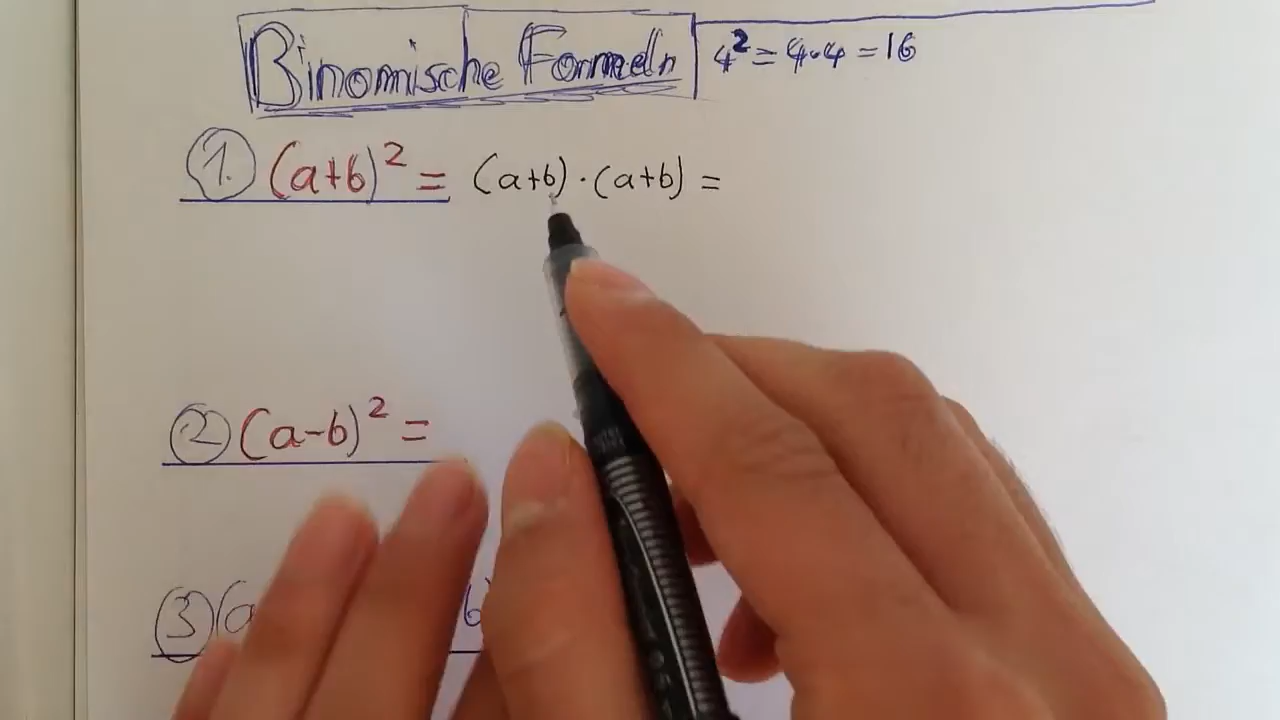 Binomische Formeln 4² = 4·4 = 16
1. (a+b)² = (a+b)·(a+b) =
2 (a-b)² =
3 (a b)